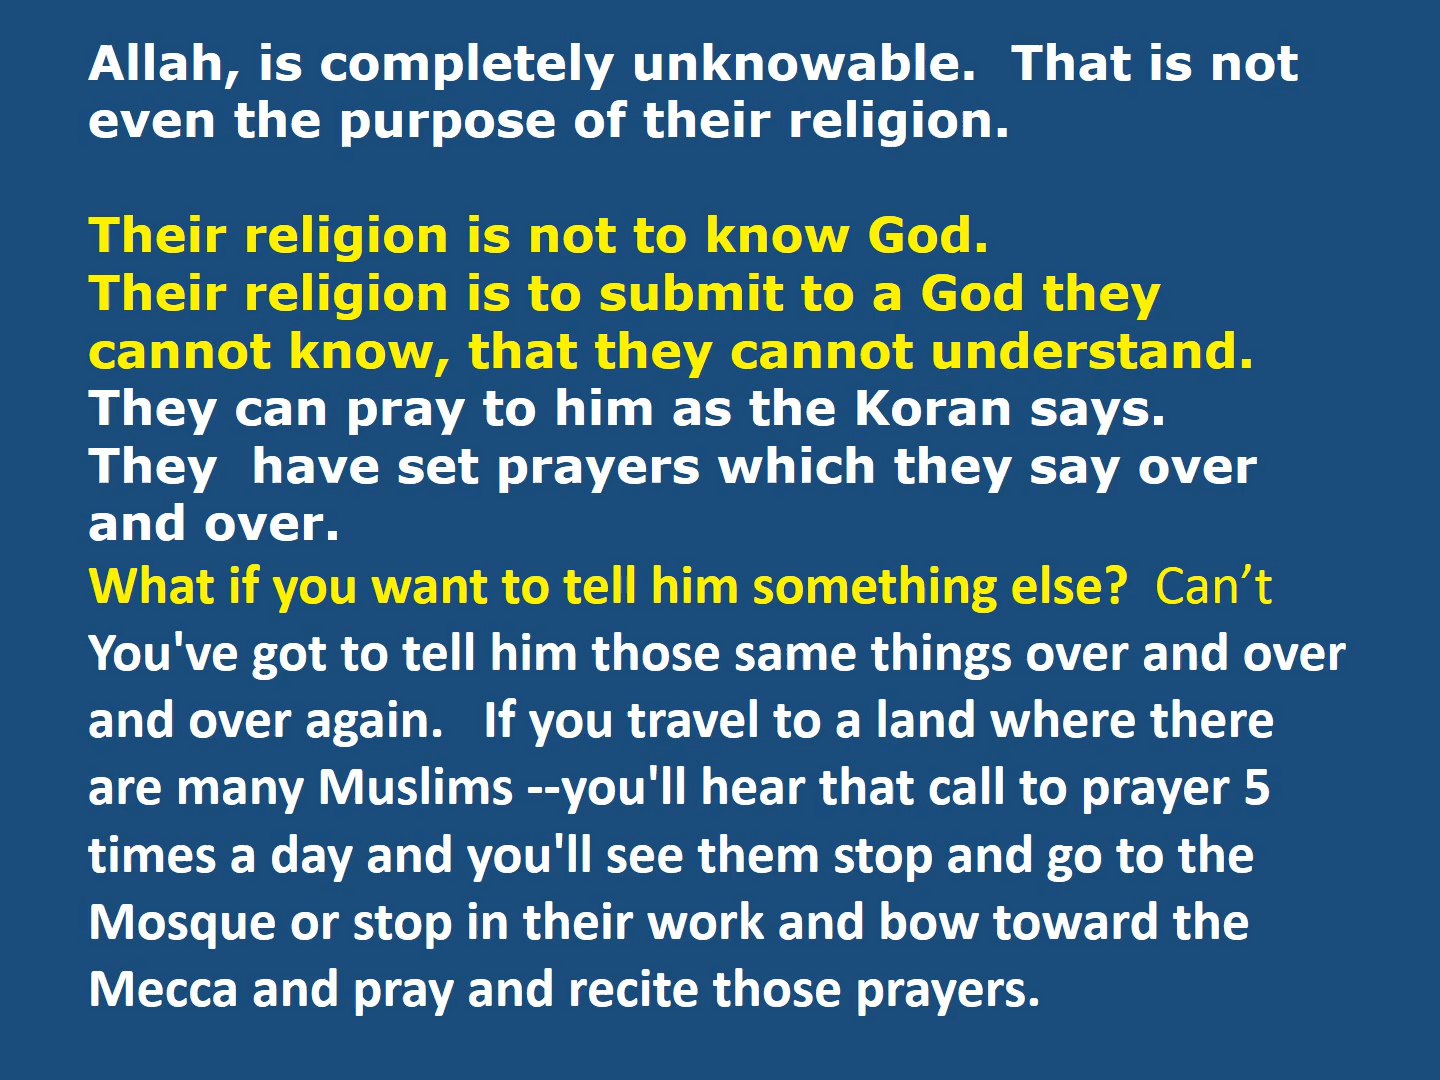 Allah, is completely unknowable.  That is not
even the purpose of their religion.
Their religion is not to know God.
Their religion is to submit to a God they
cannot know, that they cannot understand.
They can pray to him as the Koran says.
They  have set prayers which they say over
and over.
What if you want to tell him something else?  Can’t
You've got to tell him those same things over and over
and over again.   If you travel to a land where there
are many Muslims --you'll hear that call to prayer 5
times a day and you'll see them stop and go to the
Mosque or stop in their work and bow toward the
Mecca and pray and recite those prayers.